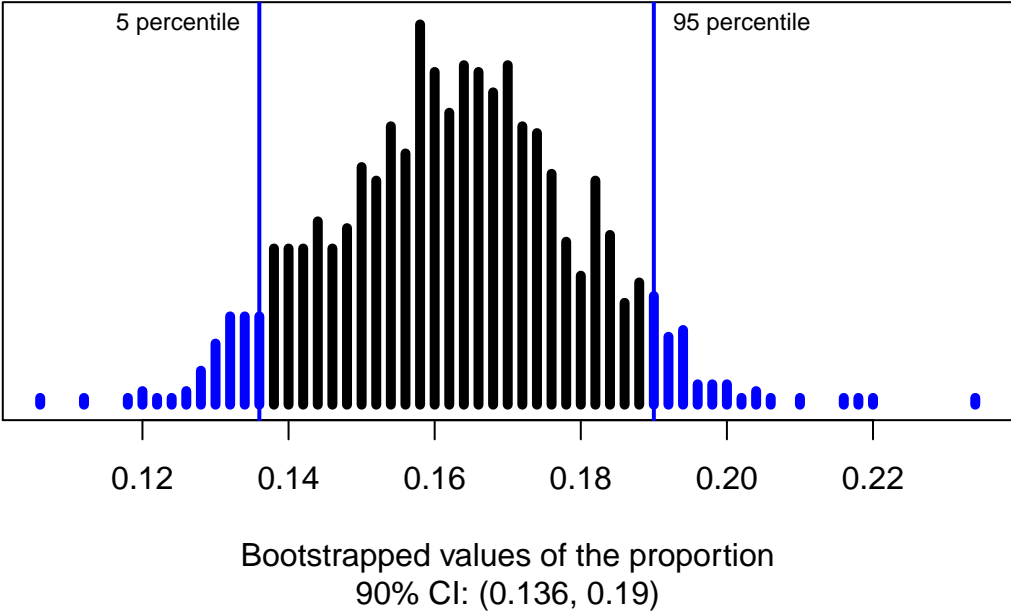 5 percentile
95 percentile
0.12 0.14 0.16 0.18 0.20 0.22
Bootstrapped values of the proportion
90% CI: (0.136, 0.19)